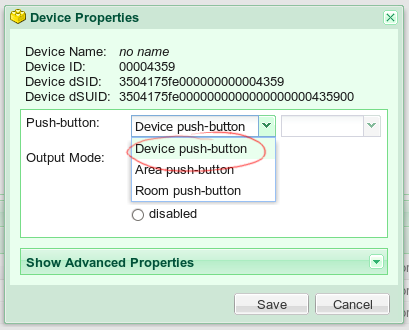 Device Properties
Device Name: no name
Device ID: 00004359
Device dSID: 3504175fe000000000004359
Device dSUID: 3504175fe0000000000000000000435900
Push-button: Device push-button
Device push-button
Output Mode:
Area push-button
Room push-button
disabled
Show Advanced Properties
Save Cancel